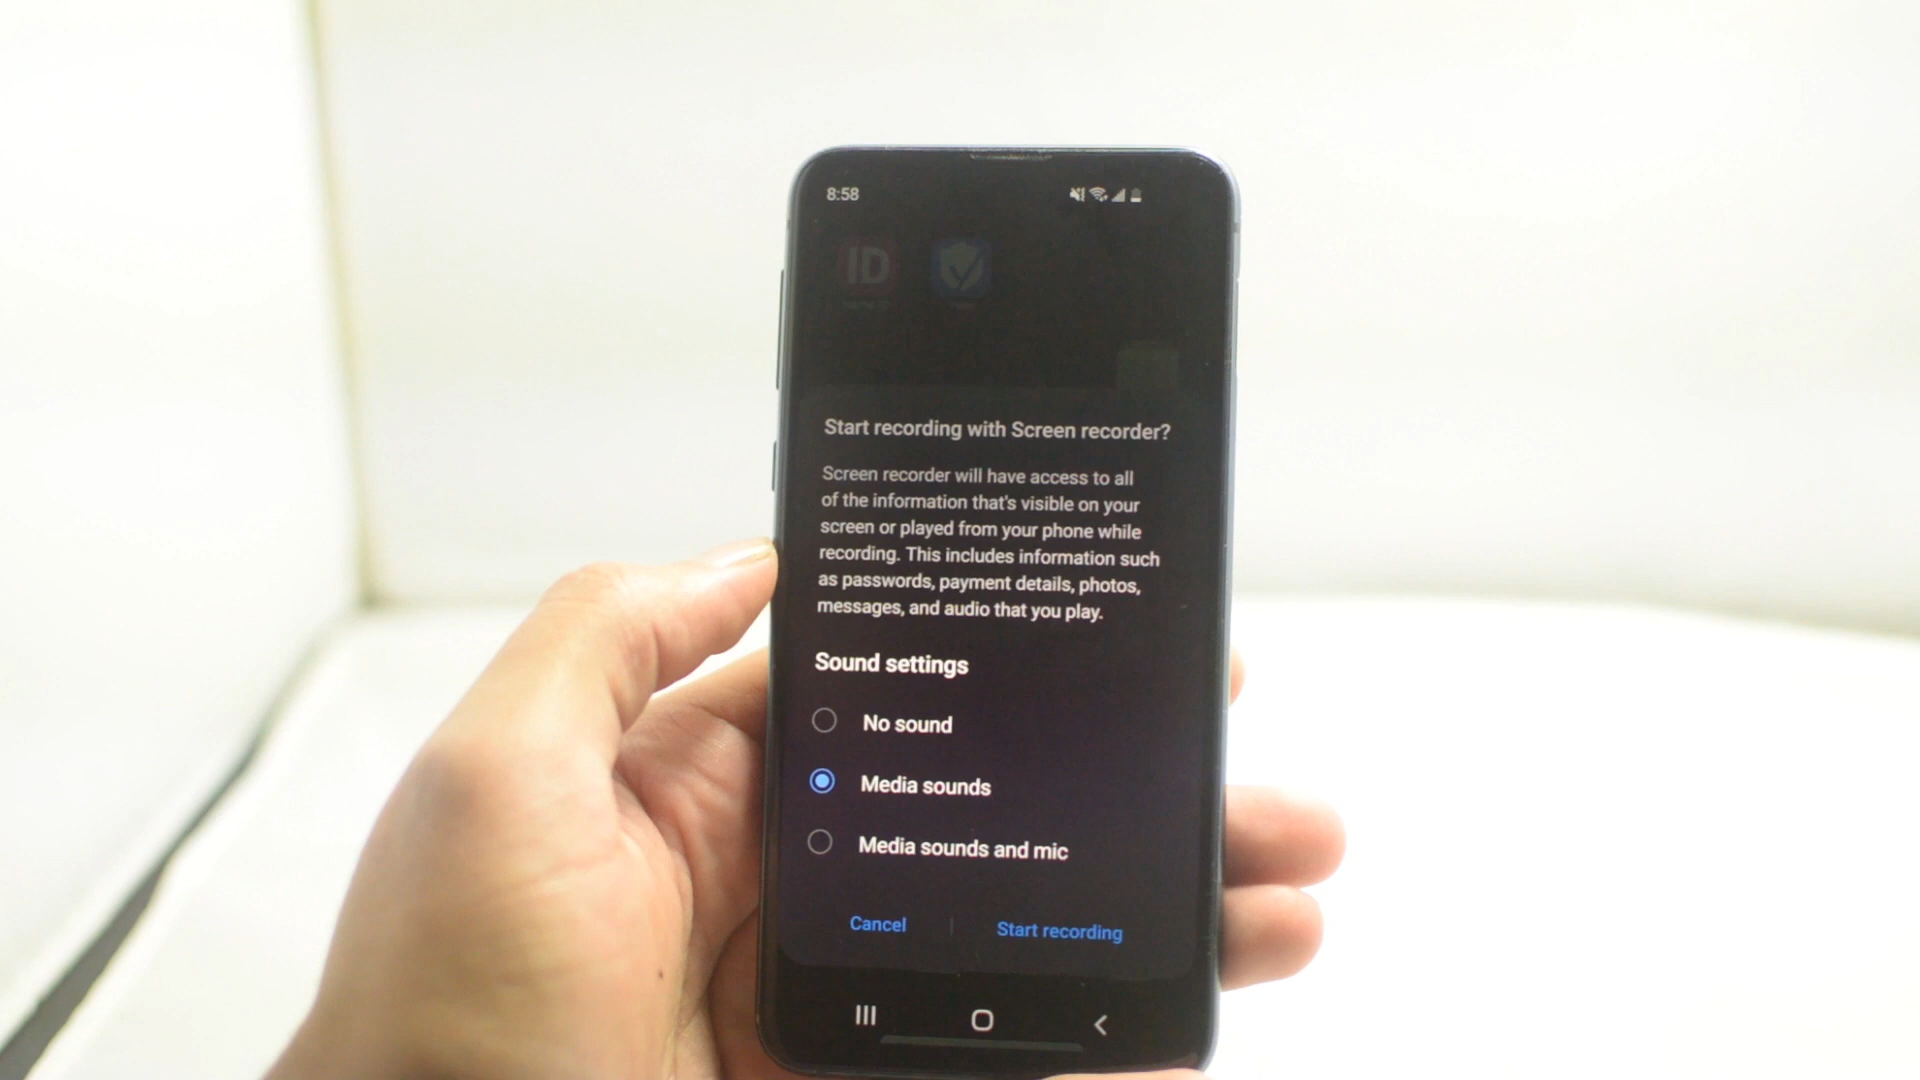 8:58
ID
Start recording with Screen recorder?
Screen recorder will have access to all
of the information that's visible on your
screen or played from your phone while
recording. This includes information such
as passwords, payment details, photos,
messages, and audio that you play.
Sound settings
No sound
Media sounds
Media sounds and mic
Cancel
Start recording